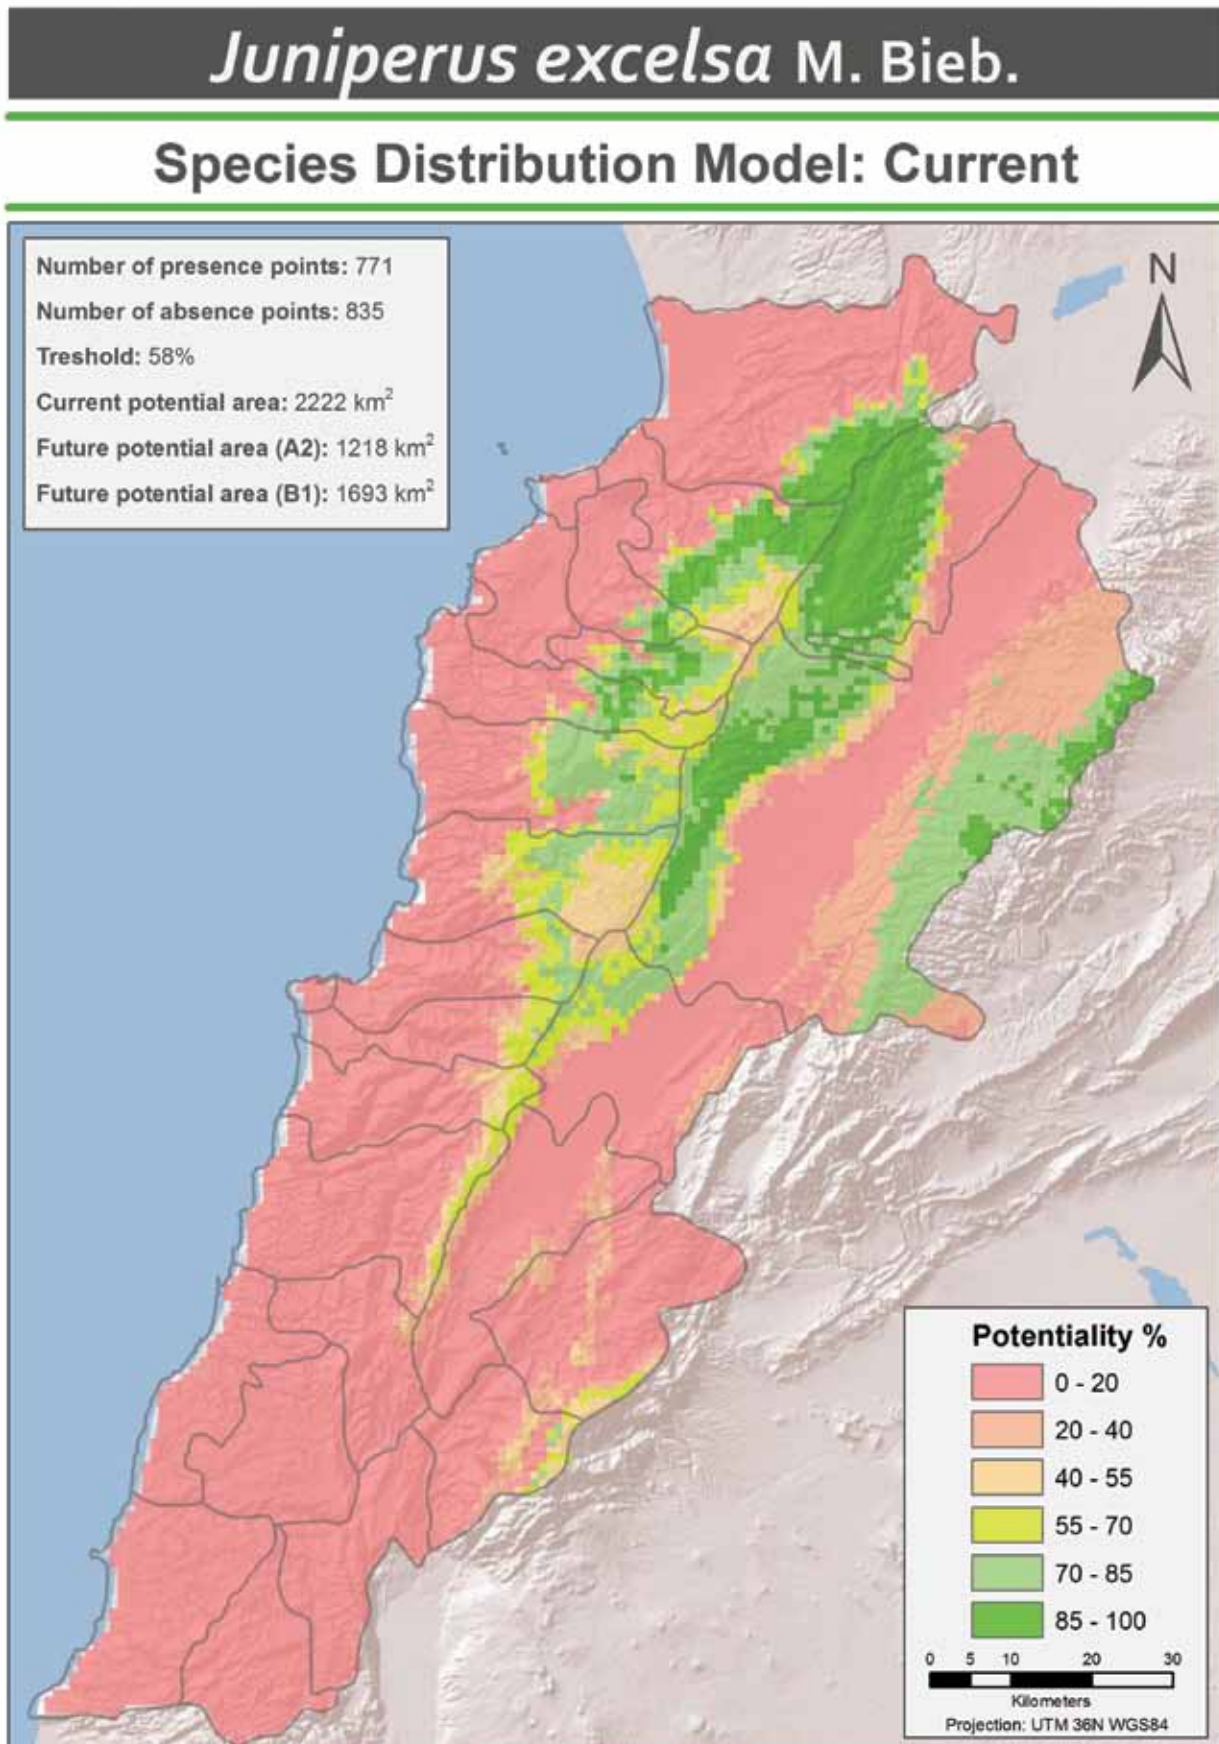 Juniperus excelsa M. Bieb.
Species Distribution Model: Current
Number of presence points: 771
Number of absence points: 835
Treshold: 58%
Current potential area: 2222 km²
Future potential area (A2): 1218 km²
Future potential area (B1): 1693 km²
N
Potentiality %
0 - 20
20 - 40
40 - 55
55 - 70
70 - 85
85 - 100
0 5 10 20 30
Kilometers
Projection: UTM 36N WGS84